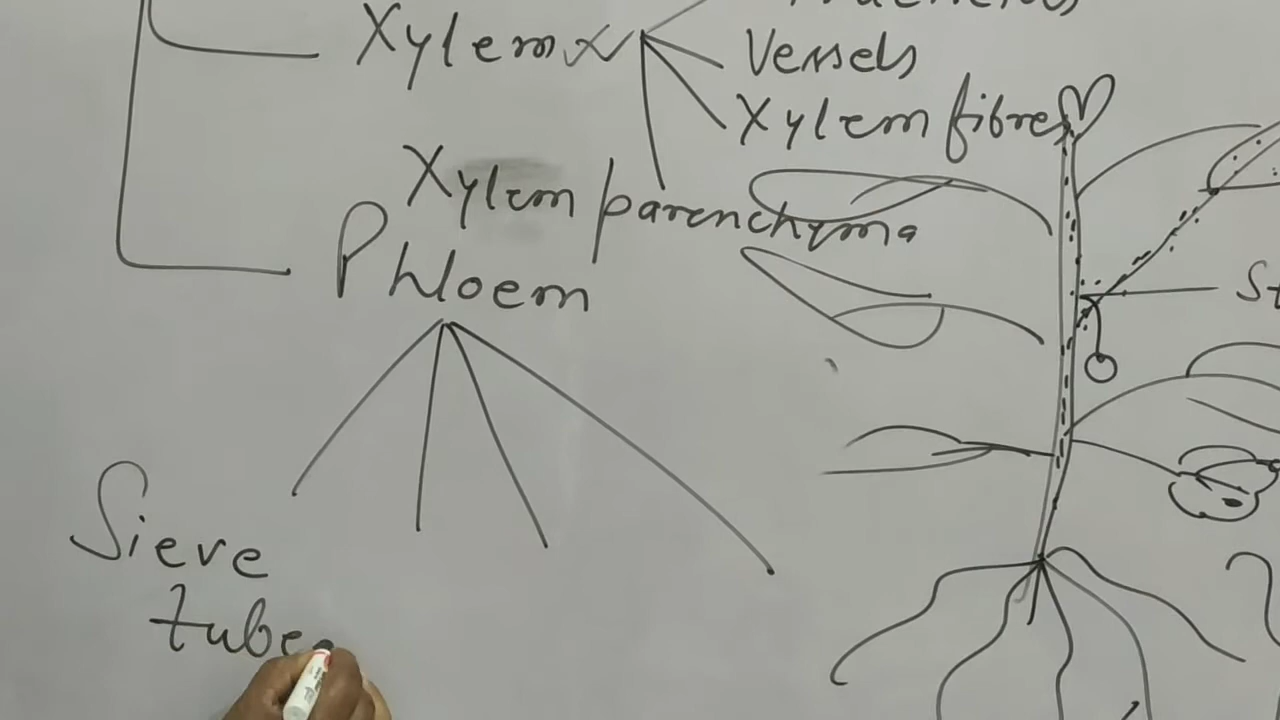 Xylem
Vessels
Xylem fibres
Xylem parenchyma
Phloem
Sieve
tube